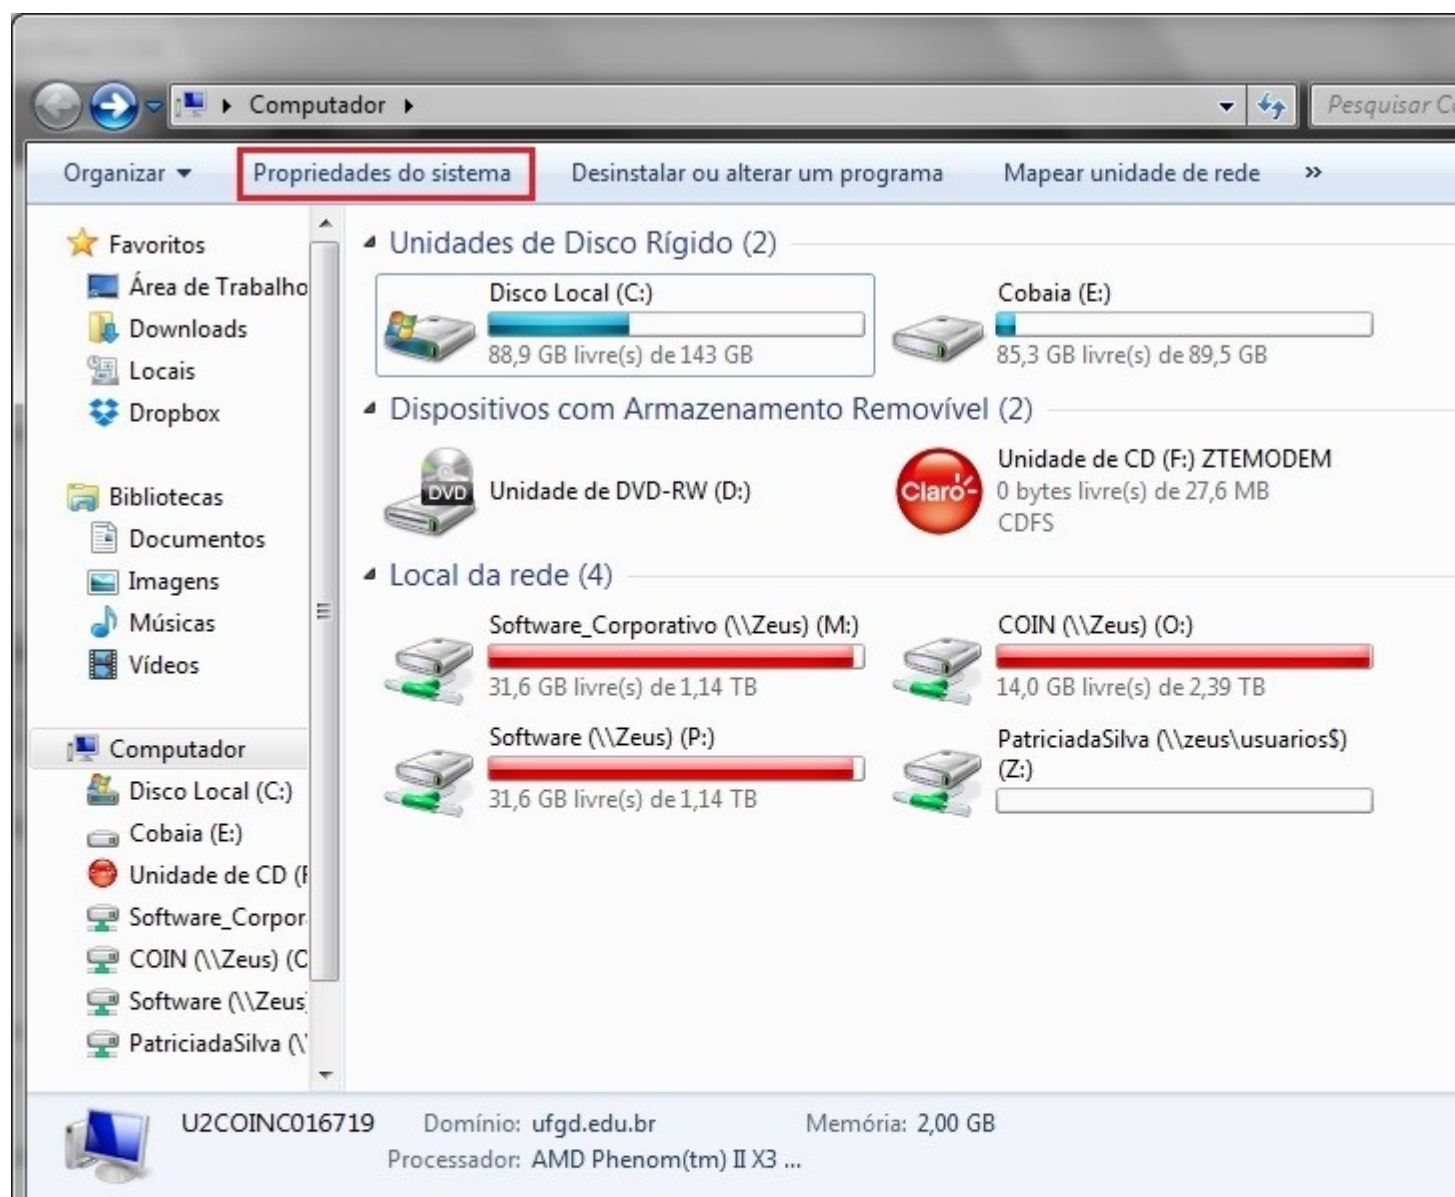 Computador
Pesquisar
Organizar Propriedades do sistema Desinstalar ou alterar um programa Mapear unidade de rede »
Favoritos
Área de Trabalho
Downloads
Locais
Dropbox
Bibliotecas
Documentos
Imagens
Músicas
Vídeos
Computador
Disco Local (C:)
Cobaia (E:)
Unidade de CD (F
Software_Corpor
COIN (\\Zeus) (O
Software (\\Zeus)
PatriciadaSilva (\\
Unidades de Disco Rígido (2)
Disco Local (C:)
88,9 GB livre(s) de 143 GB
Cobaia (E:)
85,3 GB livre(s) de 89,5 GB
Dispositivos com Armazenamento Removível (2)
DVD
Unidade de DVD-RW (D:)
Claro-
Unidade de CD (F:) ZTEMODEM
0 bytes livre(s) de 27,6 MB
CDFS
Local da rede (4)
Software_Corporativo (\\Zeus) (M:)
31,6 GB livre(s) de 1,14 TB
COIN (\\Zeus) (O:)
14,0 GB livre(s) de 2,39 TB
Software (\\Zeus) (P:)
31,6 GB livre(s) de 1,14 TB
PatriciadaSilva (\\zeus\usuarios$)
(Z:)
U2COINC016719 Domínio: ufgd.edu.br Memória: 2,00 GB
Processador: AMD Phenom(tm) II X3 ...